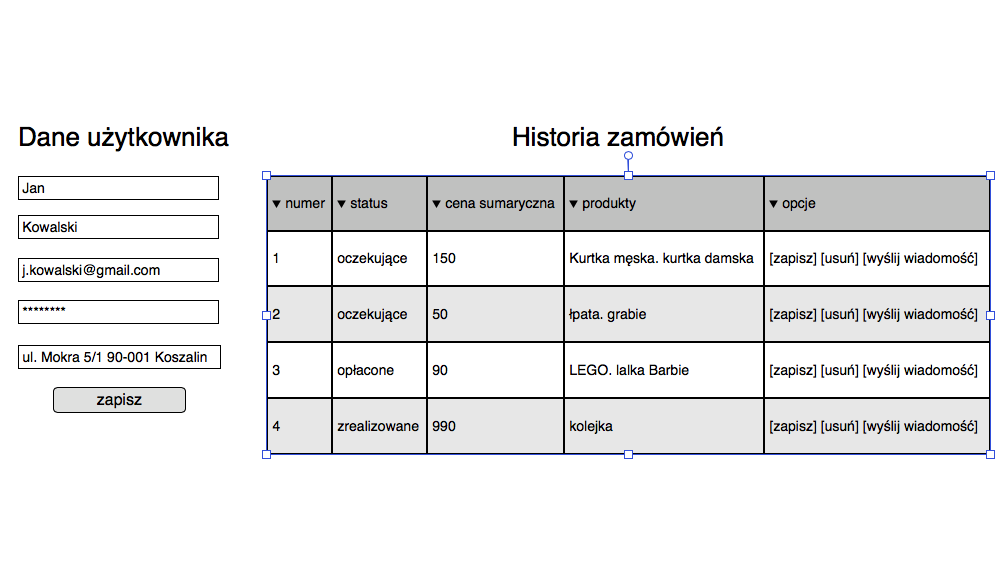 Dane użytkownika
Jan
Kowalski
j.kowalski@gmail.com
********
ul. Mokra 5/1 90-001 Koszalin
zapisz
Historia zamówień
▼ numer ▼ status ▼ cena sumaryczna ▼ produkty ▼ opcje
1 oczekujące 150 Kurtka męska. kurtka damska [zapisz] [usuń] [wyślij wiadomość]
2 oczekujące 50 łpata. grabie [zapisz] [usuń] [wyślij wiadomość]
3 opłacone 90 LEGO. lalka Barbie [zapisz] [usuń] [wyślij wiadomość]
4 zrealizowane 990 kolejka [zapisz] [usuń] [wyślij wiadomość]